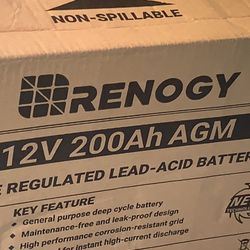 NON-SPILLABLE
RENOGY
12V 200Ah AGM
REGULATED LEAD-ACID BATTER
KEY FEATURE
General purpose deep cycle battery
Maintenance-free and leak-proof design
High performance corrosion-resistant grid
for instant high-current discharge